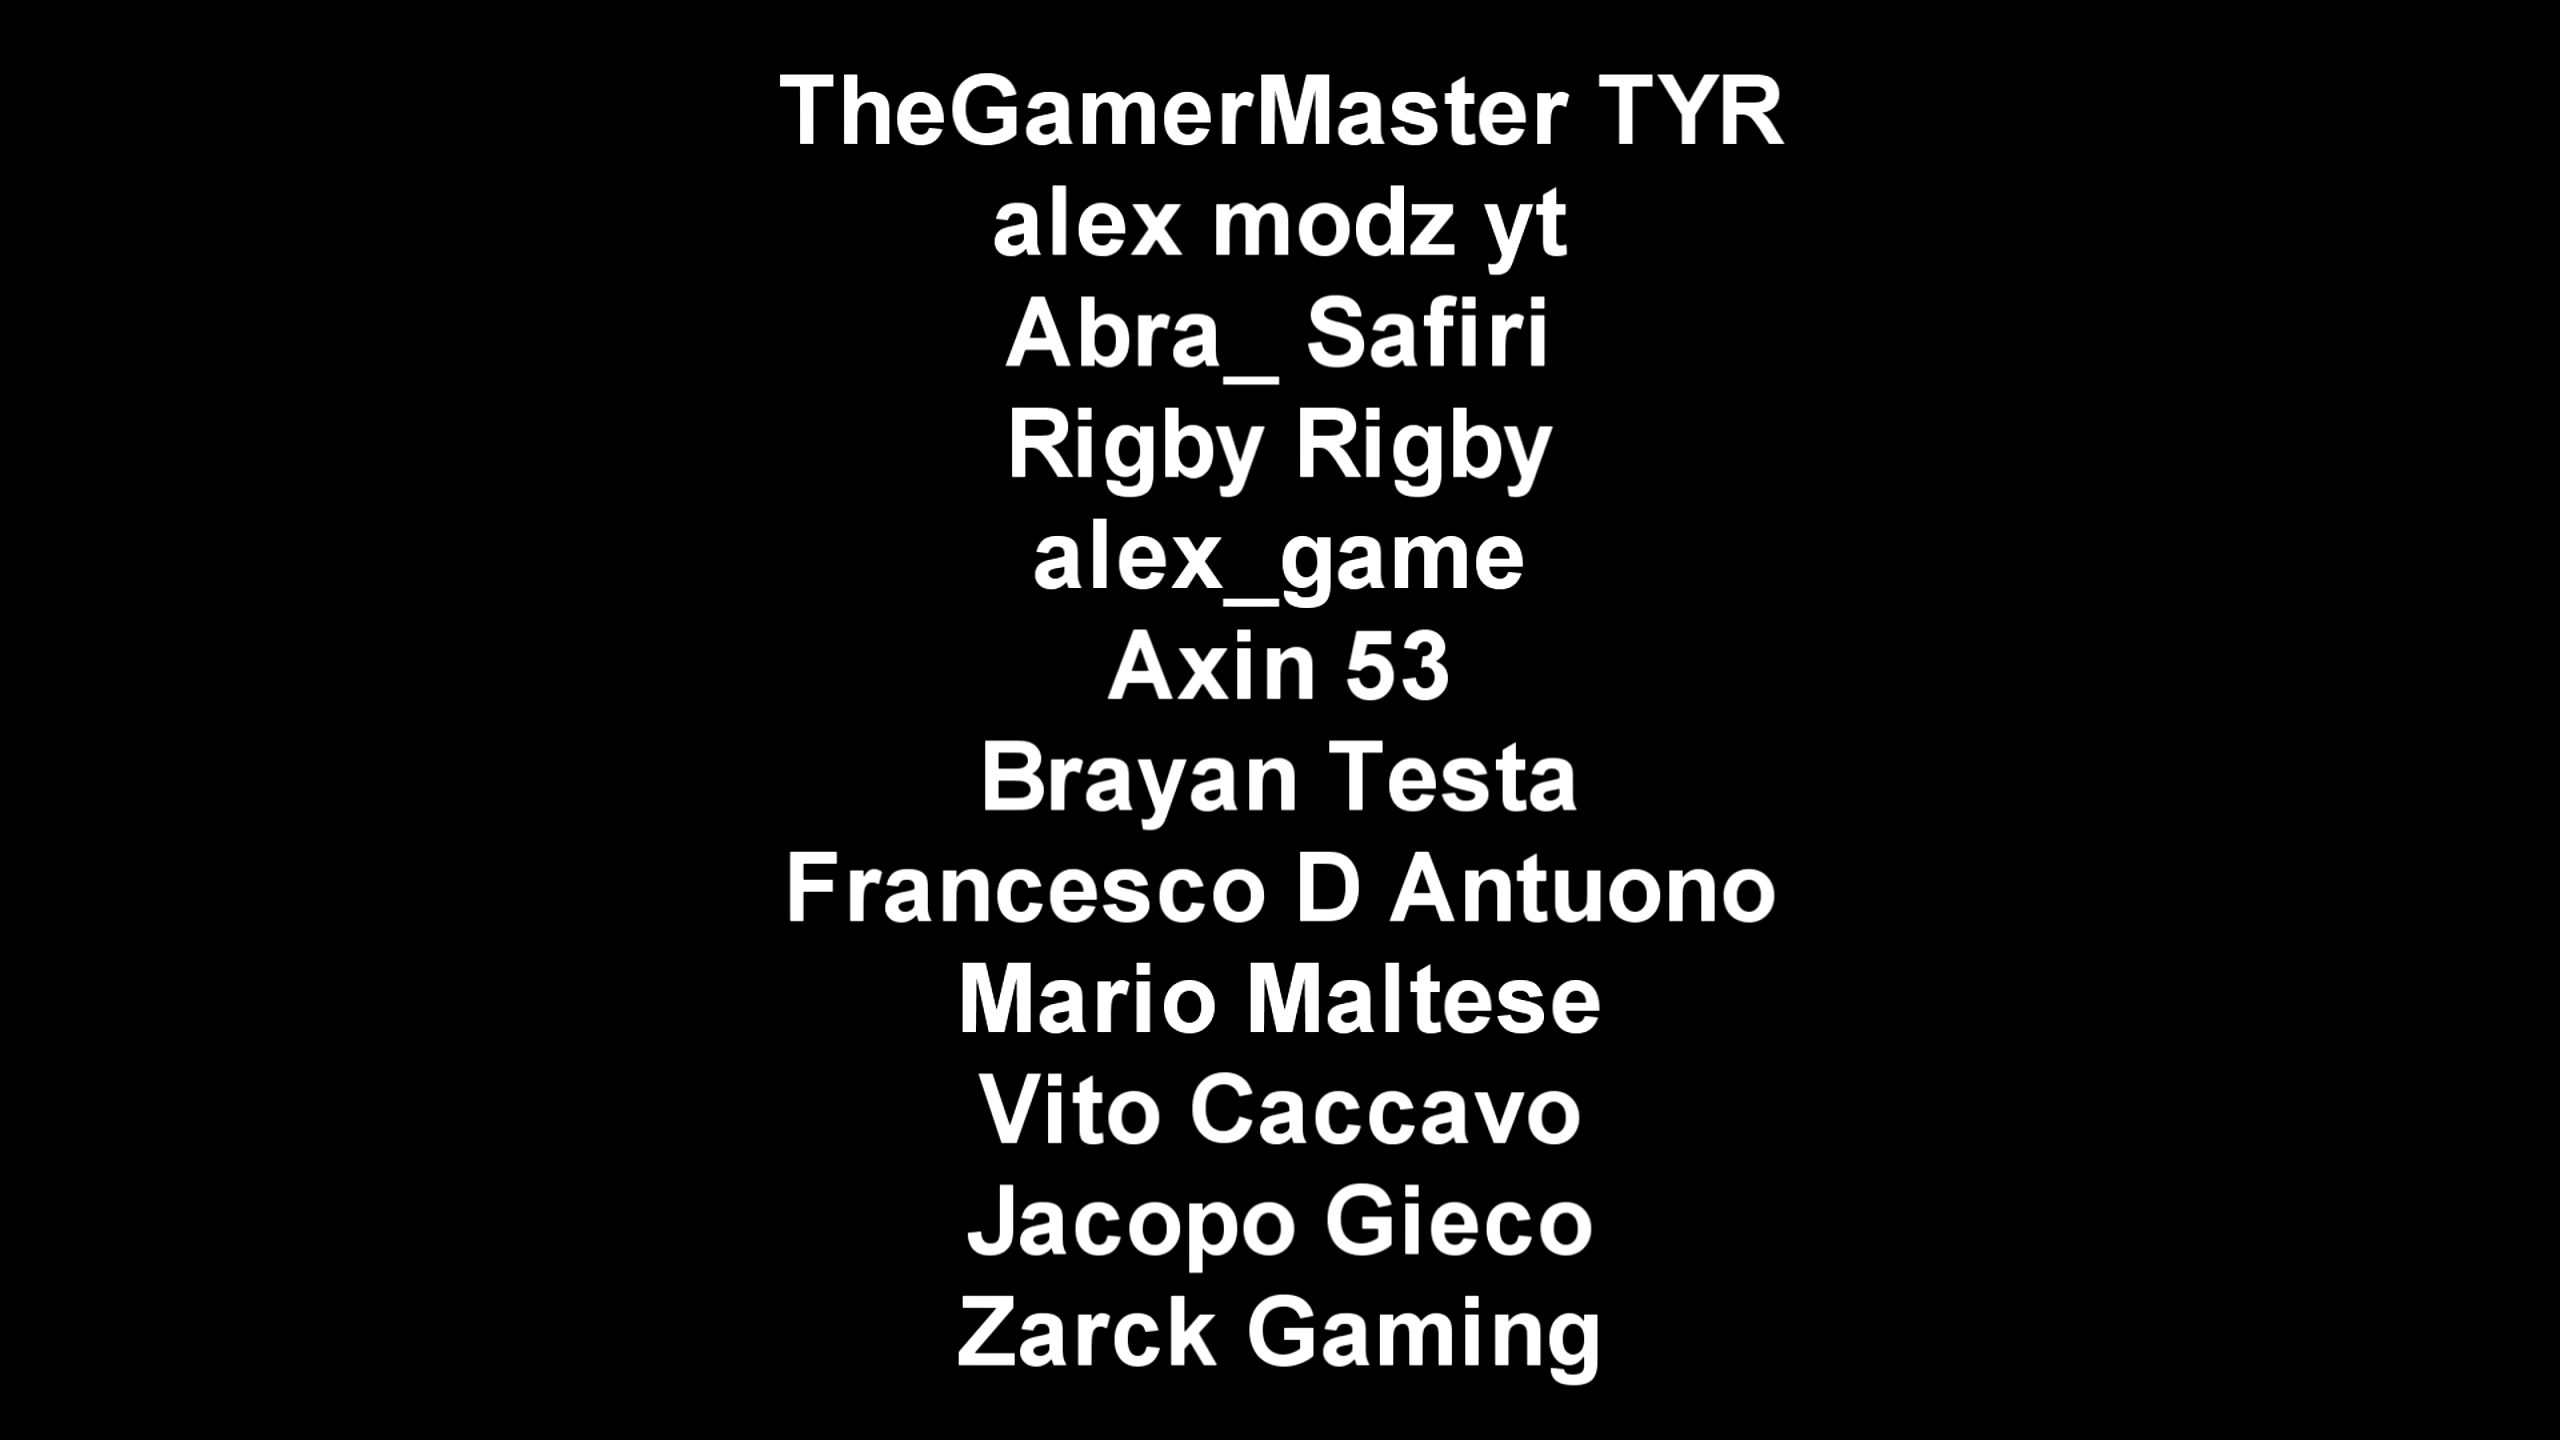 TheGamerMaster TYR
alex modz yt
Abra_ Safiri
Rigby Rigby
alex_game
Axin 53
Brayan Testa
Francesco D Antuono
Mario Maltese
Vito Caccavo
Jacopo Gieco
Zarck Gaming